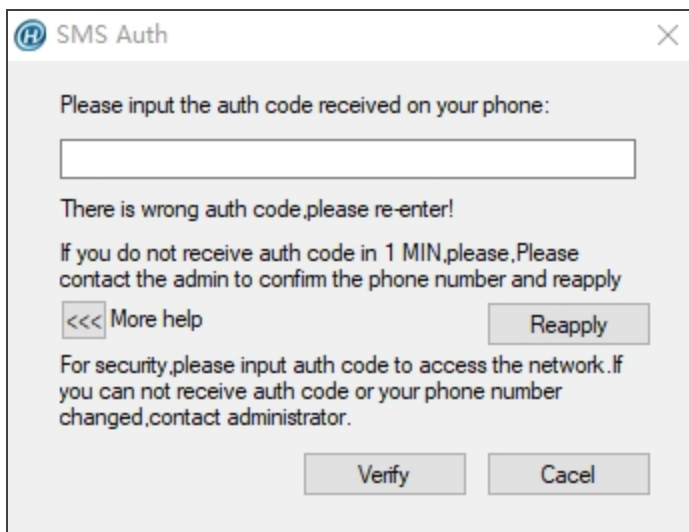 SMS Auth
Please input the auth code received on your phone:
There is wrong auth code,please re-enter!
If you do not receive auth code in 1 MIN,please,Please
contact the admin to confirm the phone number and reapply
<<< More help
Reapply
For security,please input auth code to access the network.If
you can not receive auth code or your phone number
changed,contact administrator.
Verify
Cacel